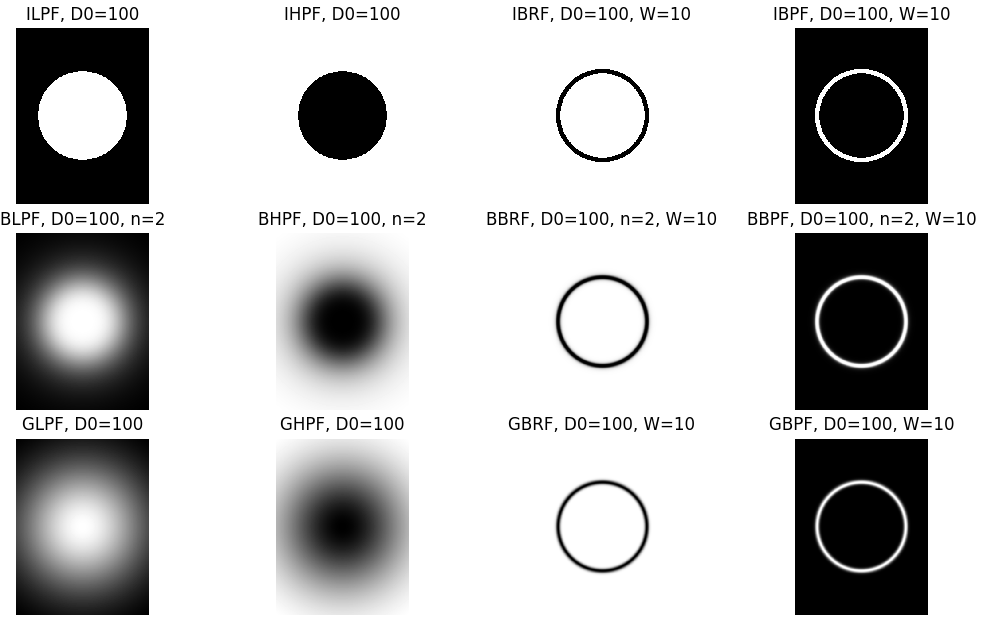 ILPF, D0=100
IHPF, D0=100
IBRF, D0=100, W=10
IBPF, D0=100, W=10
BLPF, D0=100, n=2
BHPF, D0=100, n=2
BBRF, D0=100, n=2, W=10
BBPF, D0=100, n=2, W=10
GLPF, D0=100
GHPF, D0=100
GBRF, D0=100, W=10
GBPF, D0=100, W=10